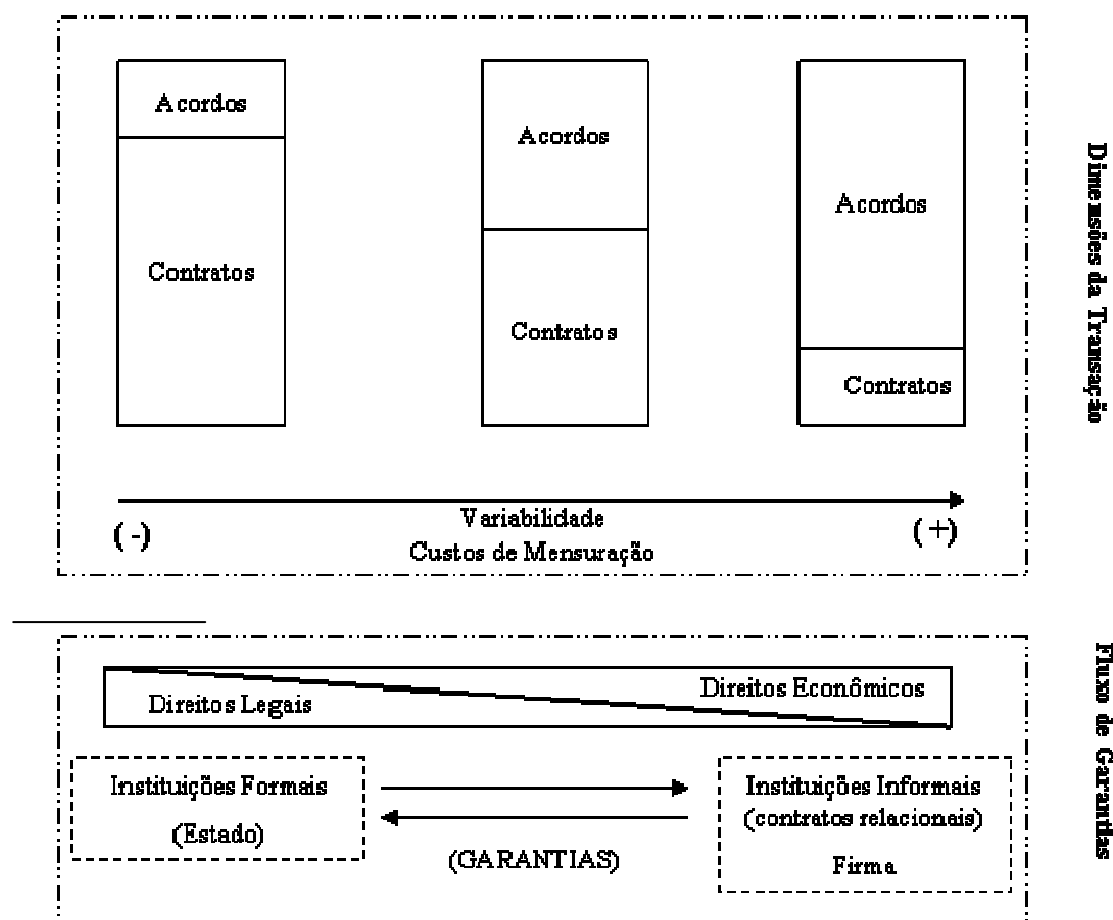 Acordos
Contratos
Acordos
Contratos
Acordos
Contratos
Dimensões da Transação
(-)
Variabilidade
Custos de Mensuração
(+)
Direitos Legais
Direitos Econômicos
Fluxo de Garantias
Instituições Formais
(Estado)
(GARANTIAS)
Instituições Informais
(contratos relacionais)
Firma